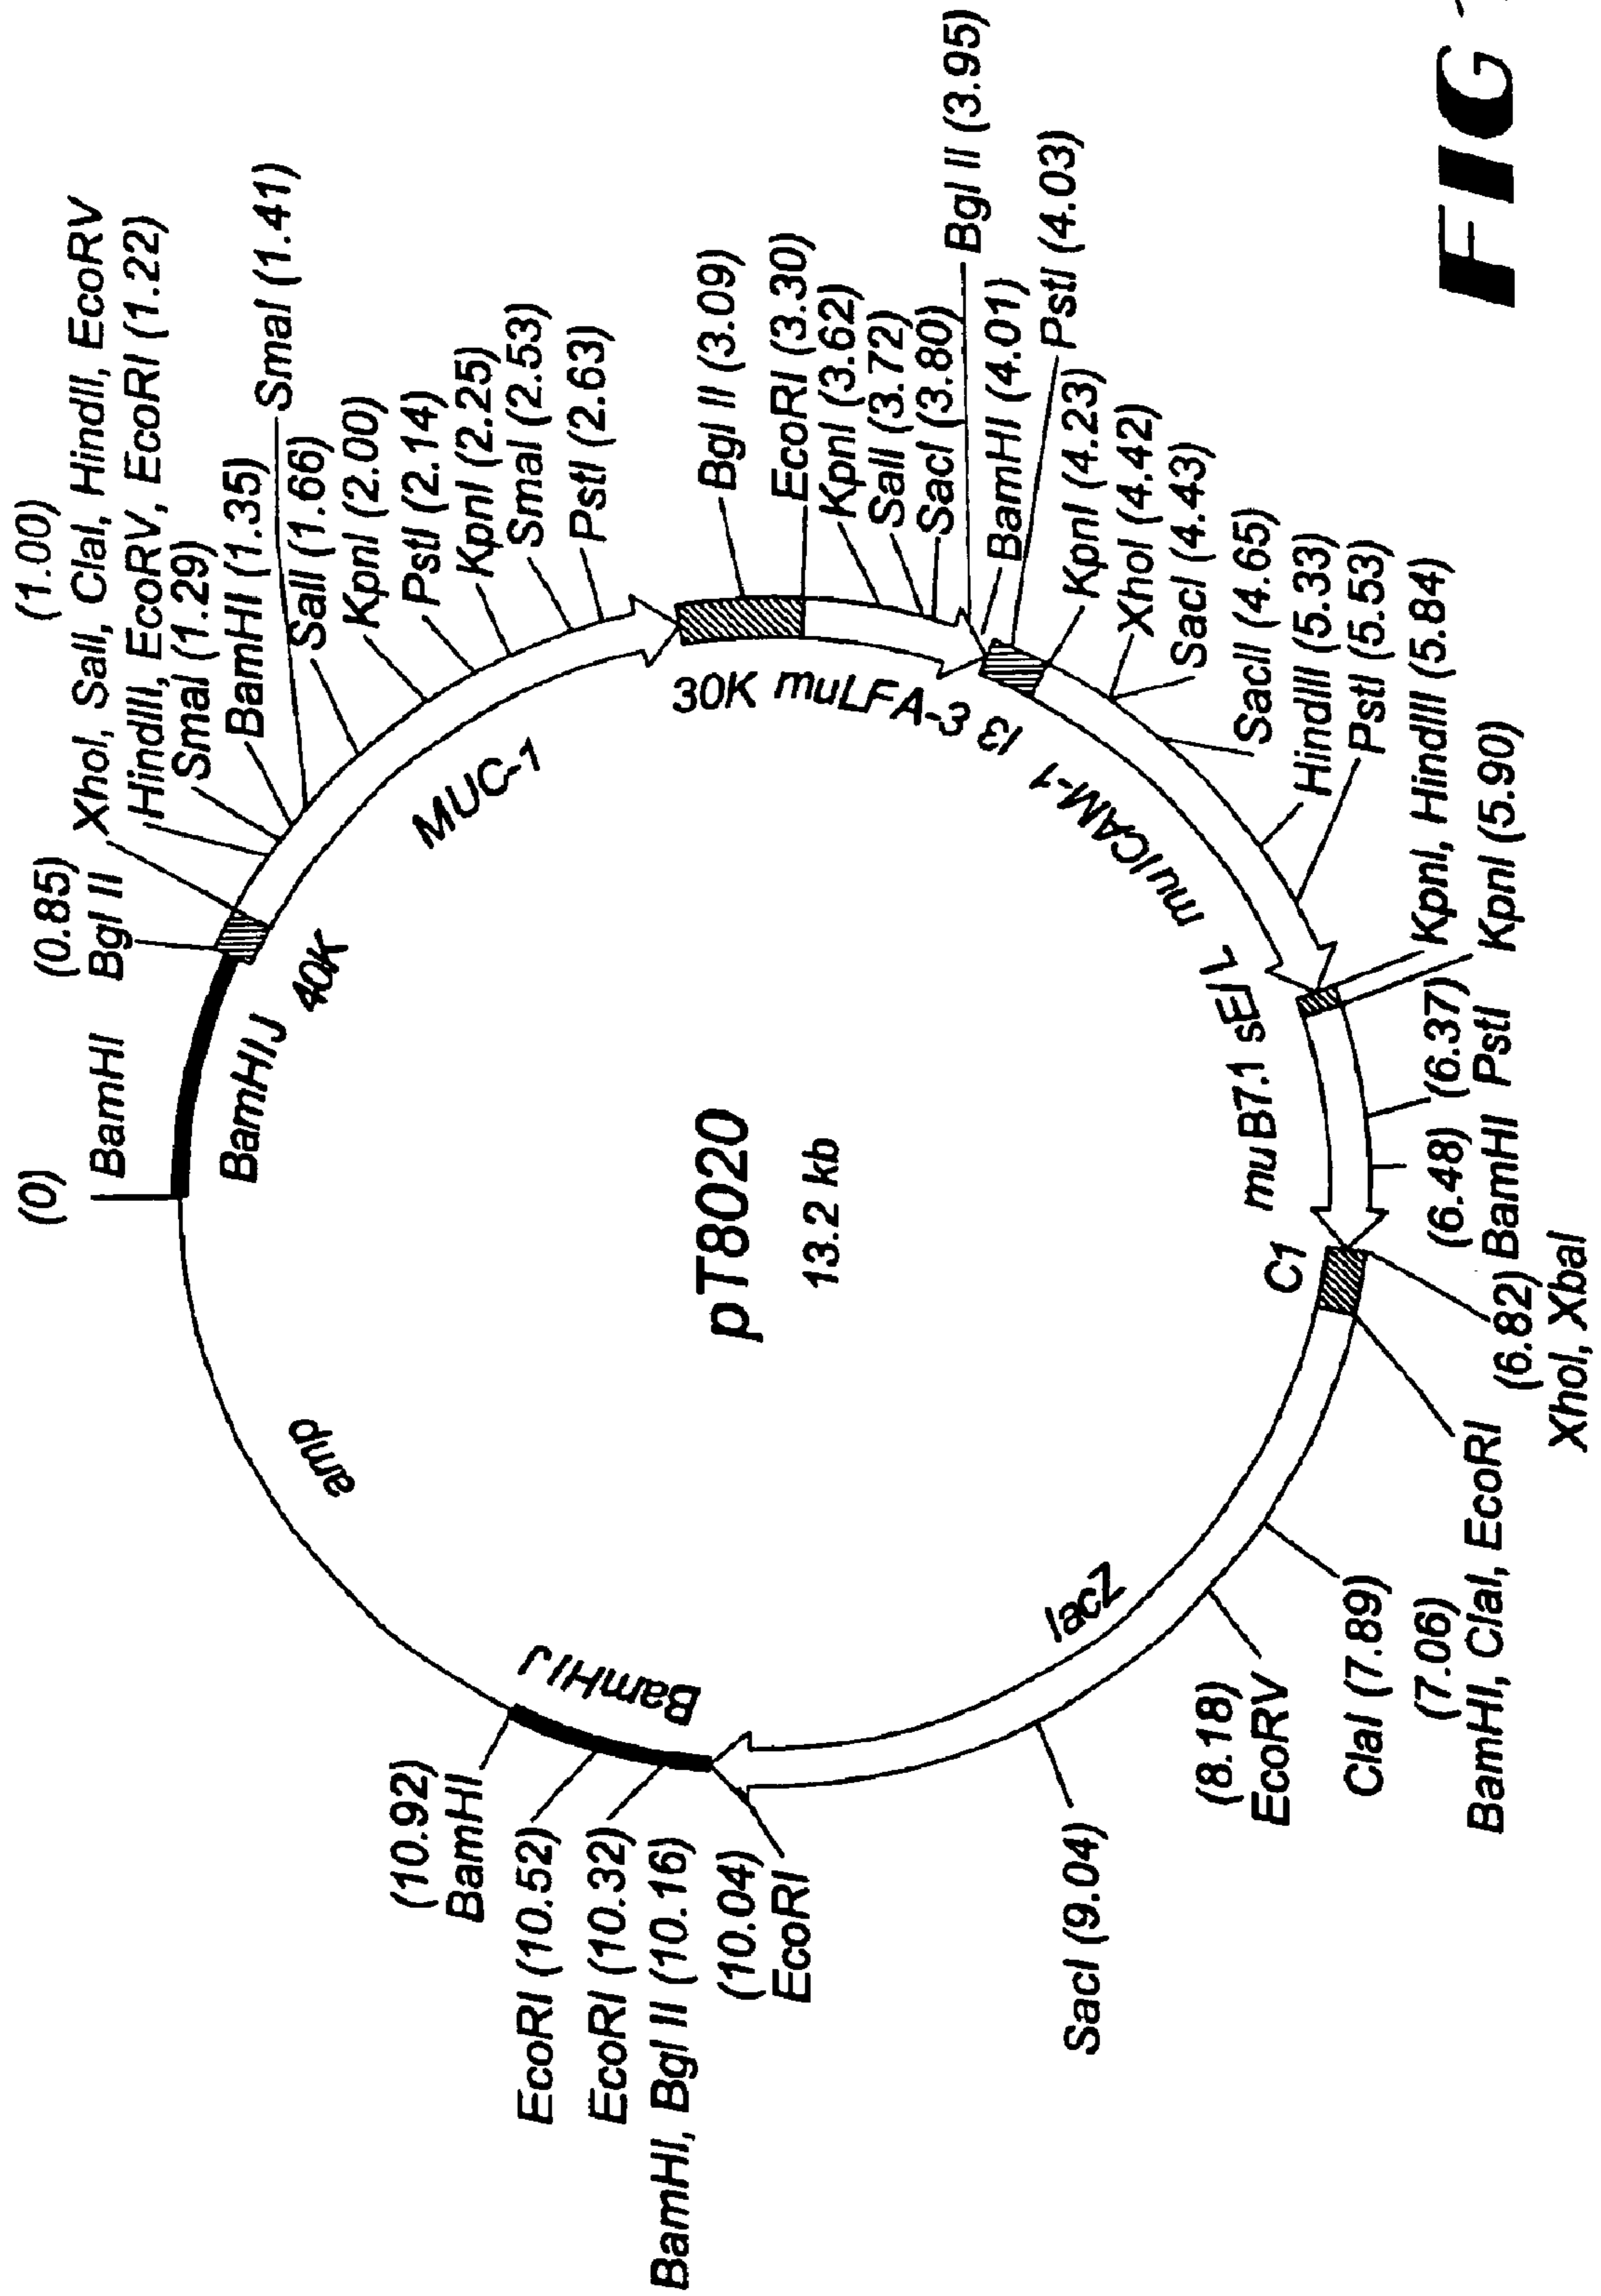 (0)
BamHI
(0.85)
Bgl II
(1.00)
XhoI, SalI, ClaI, HindII, EcoRV
HindIII, EcoRV, EcoRI (1.22)
SmaI (1.29)
BamHI (1.35)
SmaI (1.41)
SalI (1.66)
KpnI (2.00)
PstI (2.14)
KpnI (2.25)
SmaI (2.53)
PstI (2.63)
Bgl II (3.09)
EcoRI (3.30)
KpnI (3.62)
SalI (3.72)
SacI (3.80)
Bgl II (3.95)
BamHI (4.01)
PstI (4.03)
KpnI (4.23)
XhoI (4.42)
SacI (4.43)
SacII (4.65)
HindIII (5.33)
PstI (5.53)
KpnI, HindIII (5.84)
KpnI (5.90)
(6.37)
PstI
(6.48)
BamHI
(6.82)
XhoI, XbaI
(7.06)
BamHI, ClaI, EcoRI
ClaI (7.89)
(8.18)
EcoRV
SacI (9.04)
(10.04)
EcoRI
BamHI, Bgl II (10.16)
EcoRI (10.32)
EcoRI (10.52)
(10.92)
BamHI
BamHIJ
40K
MUC-1
30K
muLFA-3
I3
muICAM-1
sE/L
muB7.1
C1
lacZ
BamHIJ
amp
pT8020
13.2 kb